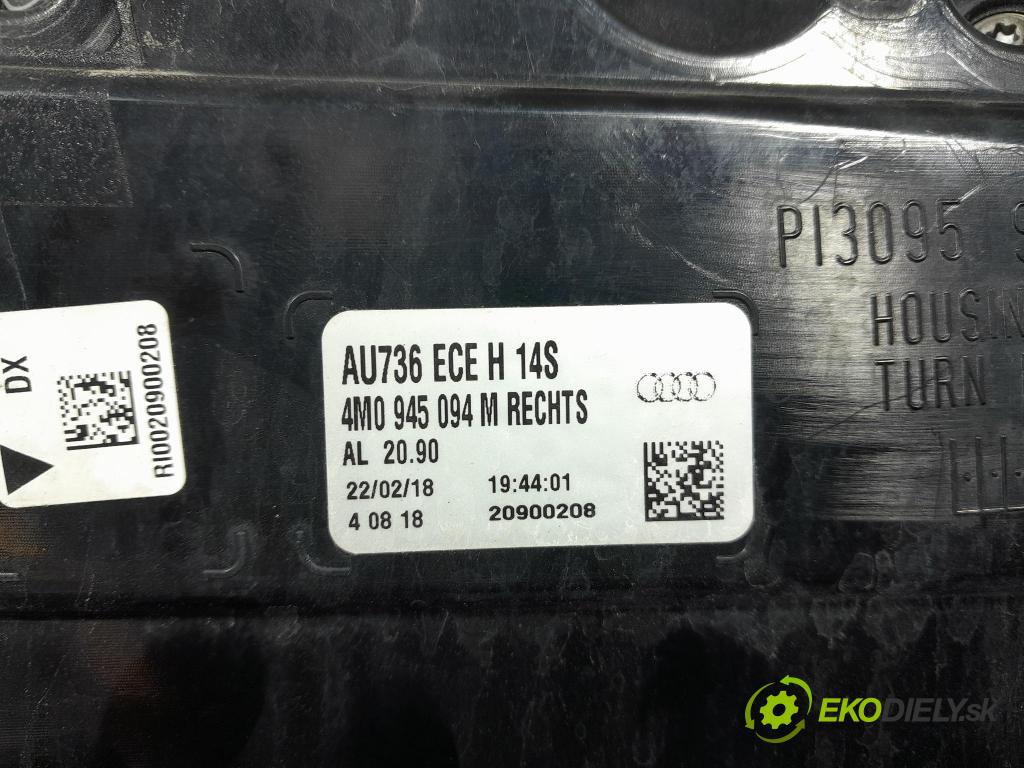 DX
RI0020900208
AU736 ECE H 14S
4M0 945 094 M RECHTS
AL 20.90
22/02/18 19:44:01
4 08 18 20900208
PI3095
HOUSIN
TURN
EKODIELY.sk